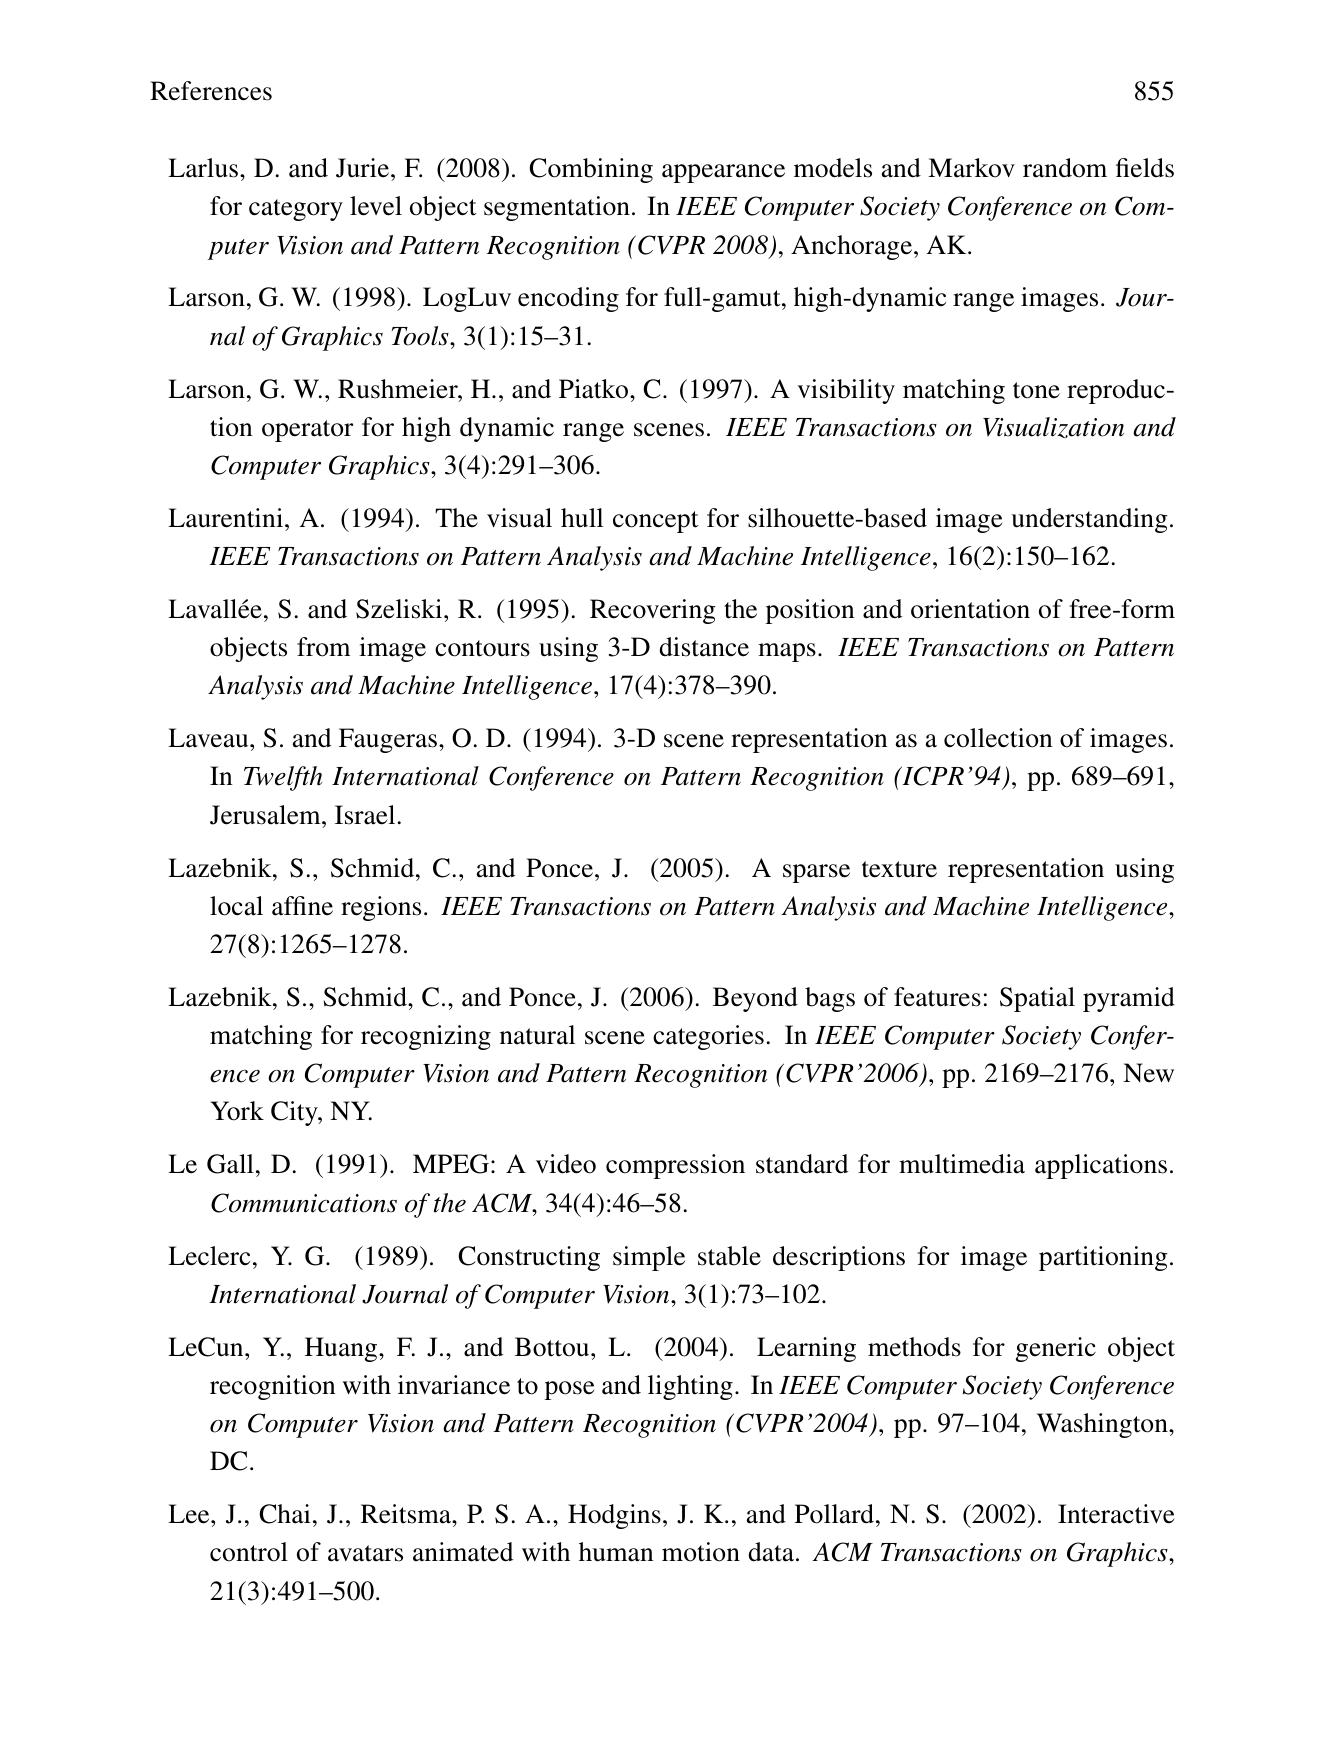 References 855
Larlus, D. and Jurie, F. (2008). Combining appearance models and Markov random fields
for category level object segmentation. In IEEE Computer Society Conference on Com-
puter Vision and Pattern Recognition (CVPR 2008), Anchorage, AK.
Larson, G. W. (1998). LogLuv encoding for full-gamut, high-dynamic range images. Jour-
nal of Graphics Tools, 3(1):15–31.
Larson, G. W., Rushmeier, H., and Piatko, C. (1997). A visibility matching tone reproduc-
tion operator for high dynamic range scenes. IEEE Transactions on Visualization and
Computer Graphics, 3(4):291–306.
Laurentini, A. (1994). The visual hull concept for silhouette-based image understanding.
IEEE Transactions on Pattern Analysis and Machine Intelligence, 16(2):150–162.
Lavallée, S. and Szeliski, R. (1995). Recovering the position and orientation of free-form
objects from image contours using 3-D distance maps. IEEE Transactions on Pattern
Analysis and Machine Intelligence, 17(4):378–390.
Laveau, S. and Faugeras, O. D. (1994). 3-D scene representation as a collection of images.
In Twelfth International Conference on Pattern Recognition (ICPR’94), pp. 689–691,
Jerusalem, Israel.
Lazebnik, S., Schmid, C., and Ponce, J. (2005). A sparse texture representation using
local affine regions. IEEE Transactions on Pattern Analysis and Machine Intelligence,
27(8):1265–1278.
Lazebnik, S., Schmid, C., and Ponce, J. (2006). Beyond bags of features: Spatial pyramid
matching for recognizing natural scene categories. In IEEE Computer Society Confer-
ence on Computer Vision and Pattern Recognition (CVPR’2006), pp. 2169–2176, New
York City, NY.
Le Gall, D. (1991). MPEG: A video compression standard for multimedia applications.
Communications of the ACM, 34(4):46–58.
Leclerc, Y. G. (1989). Constructing simple stable descriptions for image partitioning.
International Journal of Computer Vision, 3(1):73–102.
LeCun, Y., Huang, F. J., and Bottou, L. (2004). Learning methods for generic object
recognition with invariance to pose and lighting. In IEEE Computer Society Conference
on Computer Vision and Pattern Recognition (CVPR’2004), pp. 97–104, Washington,
DC.
Lee, J., Chai, J., Reitsma, P. S. A., Hodgins, J. K., and Pollard, N. S. (2002). Interactive
control of avatars animated with human motion data. ACM Transactions on Graphics,
21(3):491–500.